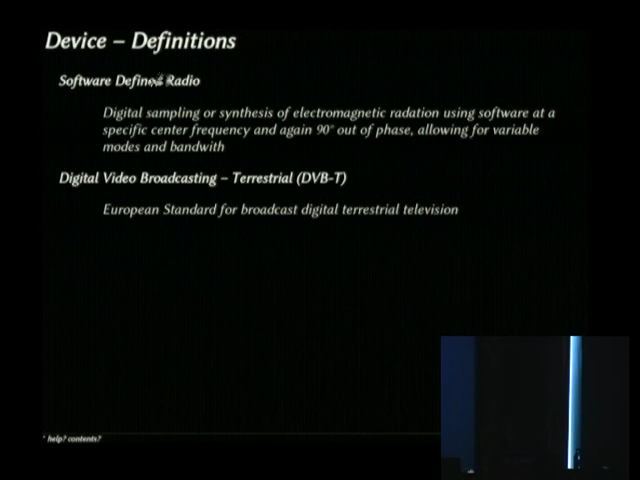 Device – Definitions
Software Defined Radio
Digital sampling or synthesis of electromagnetic radation using software at a
specific center frequency and again 90° out of phase, allowing for variable
modes and bandwith
Digital Video Broadcasting – Terrestrial (DVB-T)
European Standard for broadcast digital terrestrial television
* help? contents?